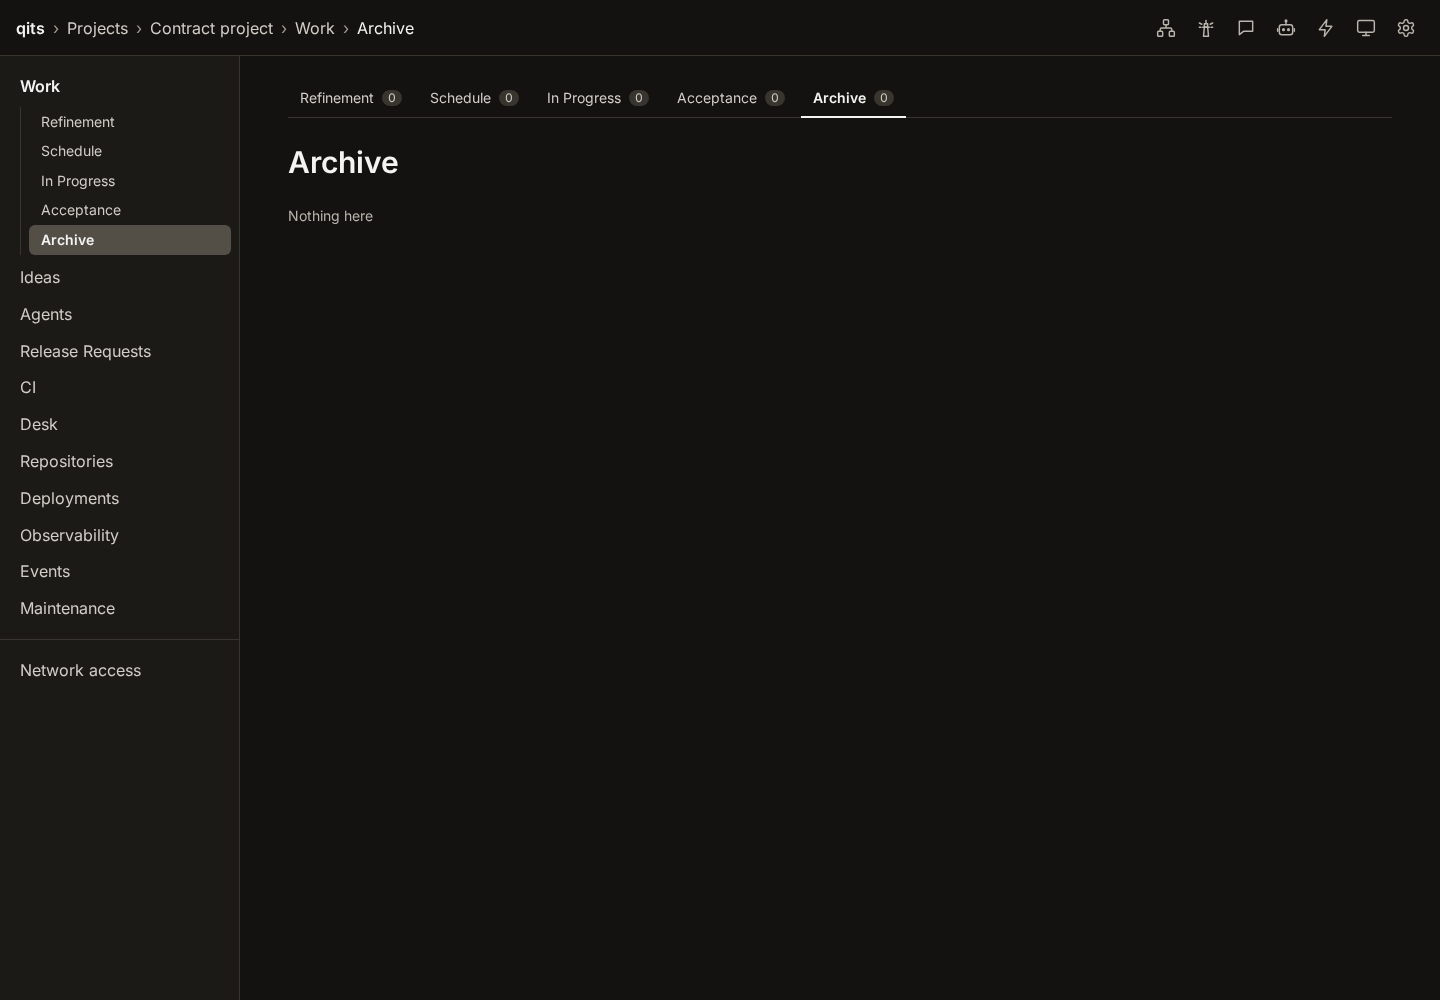 qits › Projects › Contract project › Work › Archive
Work
Refinement
Schedule
In Progress
Acceptance
Archive
Ideas
Agents
Release Requests
CI
Desk
Repositories
Deployments
Observability
Events
Maintenance
Network access
Refinement 0 Schedule 0 In Progress 0 Acceptance 0 Archive 0
Archive
Nothing here